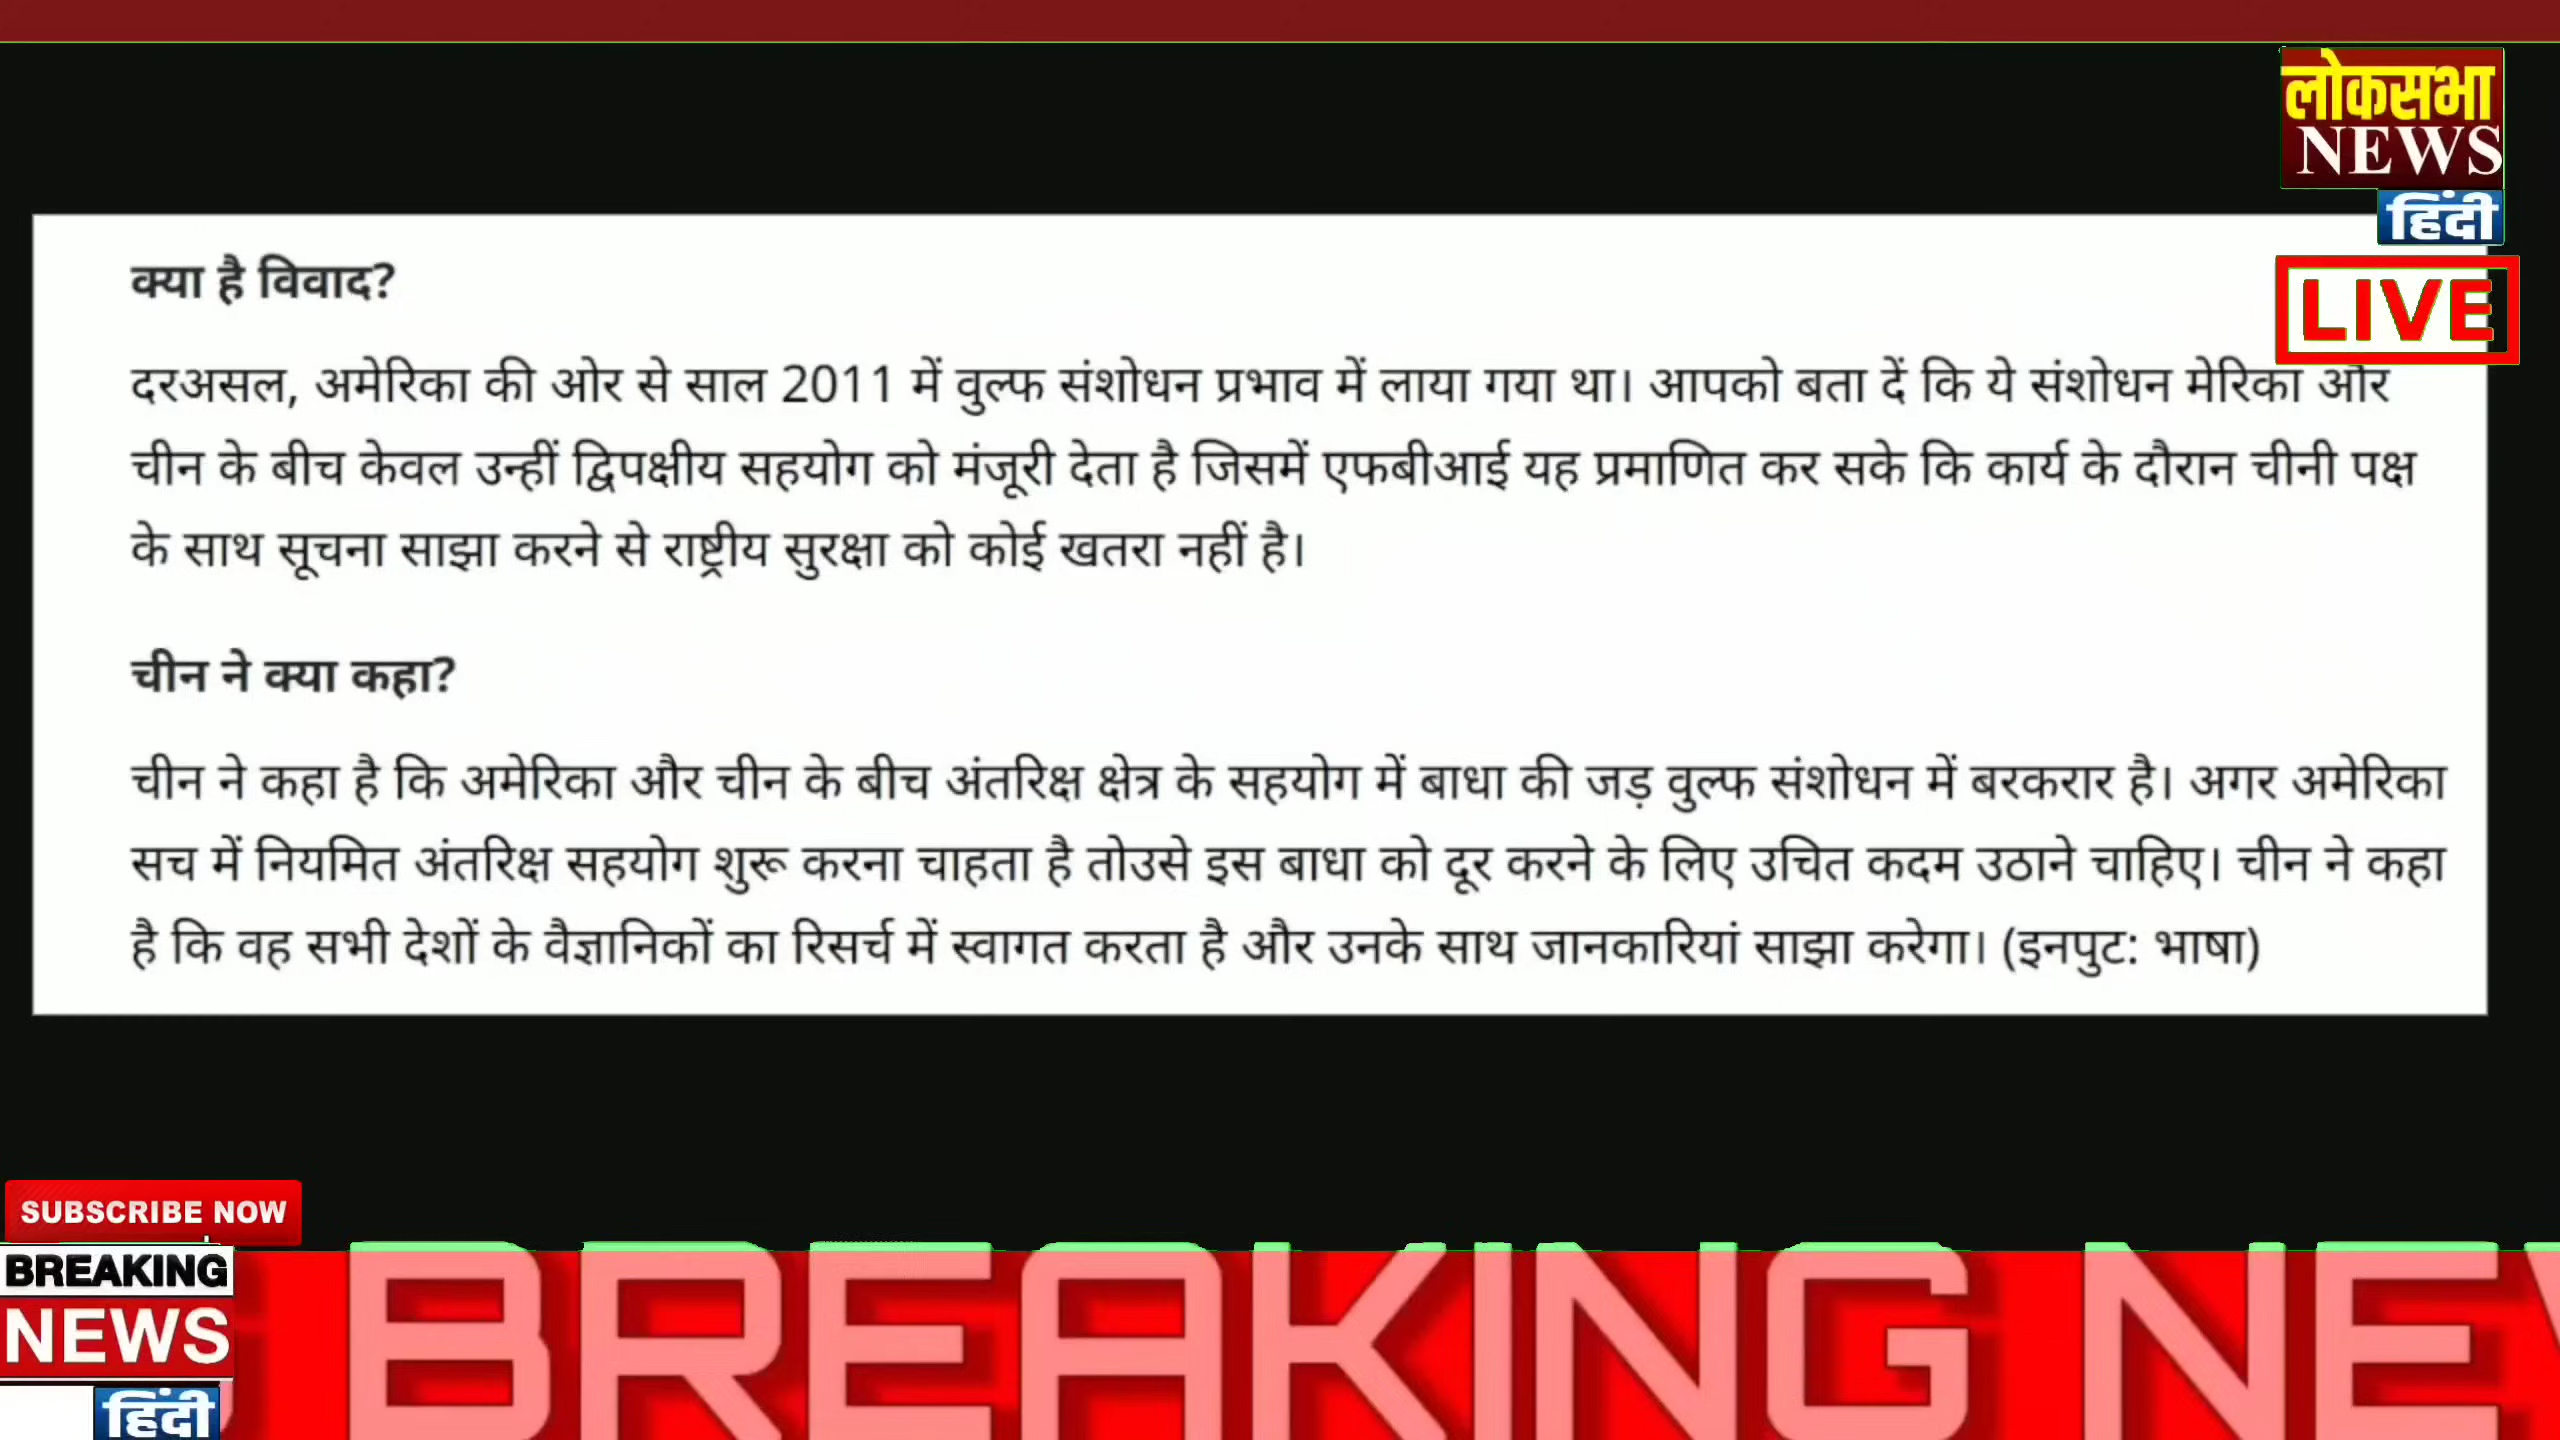 लोकसभा
NEWS
हिंदी
LIVE
क्या है विवाद?
दरअसल, अमेरिका की ओर से साल 2011 में वुल्फ संशोधन प्रभाव में लाया गया था। आपको बता दें कि ये संशोधन मेरिका और
चीन के बीच केवल उन्हीं द्विपक्षीय सहयोग को मंजूरी देता है जिसमें एफबीआई यह प्रमाणित कर सके कि कार्य के दौरान चीनी पक्ष
के साथ सूचना साझा करने से राष्ट्रीय सुरक्षा को कोई खतरा नहीं है।
चीन ने क्या कहा?
चीन ने कहा है कि अमेरिका और चीन के बीच अंतरिक्ष क्षेत्र के सहयोग में बाधा की जड़ वुल्फ संशोधन में बरकरार है। अगर अमेरिका
सच में नियमित अंतरिक्ष सहयोग शुरू करना चाहता है तोउसे इस बाधा को दूर करने के लिए उचित कदम उठाने चाहिए। चीन ने कहा
है कि वह सभी देशों के वैज्ञानिकों का रिसर्च में स्वागत करता है और उनके साथ जानकारियां साझा करेगा। (इनपुट: भाषा)
SUBSCRIBE NOW
BREAKING
NEWS
हिंदी
BREAKING NEW